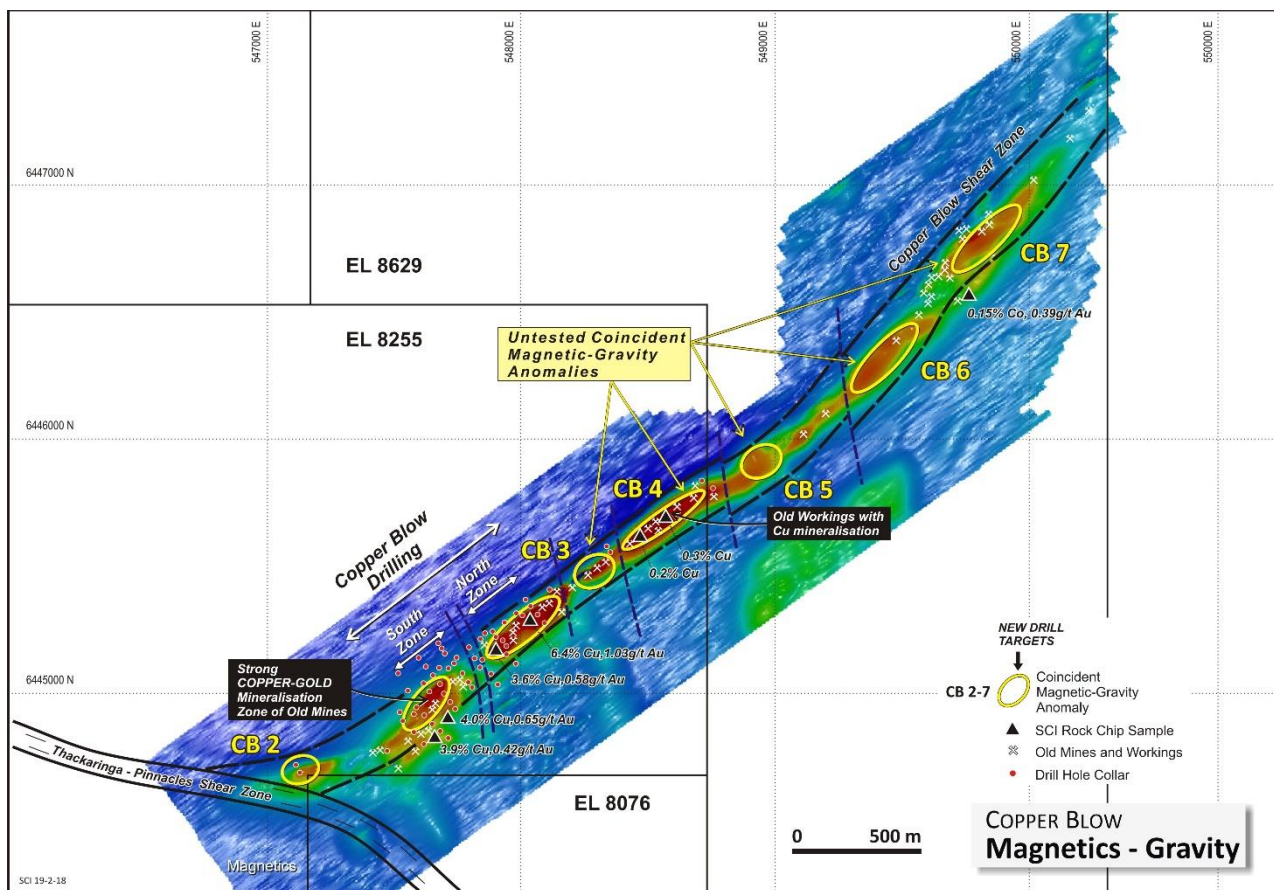 547000 E
548000 E
549000 E
550000 E
550000 E
6447000 N
Copper Blow Shear Zone
CB 7
EL 8629
0.15% Co, 0.39g/t Au
EL 8255
Untested Coincident
Magnetic-Gravity
Anomalies
CB 6
6446000 N
CB 5
CB 4
Old Workings with
Cu mineralisation
Copper Blow
Drilling
CB 3
0.3% Cu
0.2% Cu
North
Zone
South
Zone
6.4% Cu,1.03g/t Au
Strong
COPPER-GOLD
Mineralisation
Zone of Old Mines
3.6% Cu,0.58g/t Au
6445000 N
4.0% Cu,0.65g/t Au
CB 2
3.9% Cu,0.42g/t Au
Thackaringa - Pinnacles Shear Zone
EL 8076
NEW DRILL
TARGETS
CB 2-7
Coincident
Magnetic-Gravity
Anomaly
SCI Rock Chip Sample
Old Mines and Workings
Drill Hole Collar
0 500 m
COPPER BLOW
Magnetics - Gravity
Magnetics
SCI 19-2-18